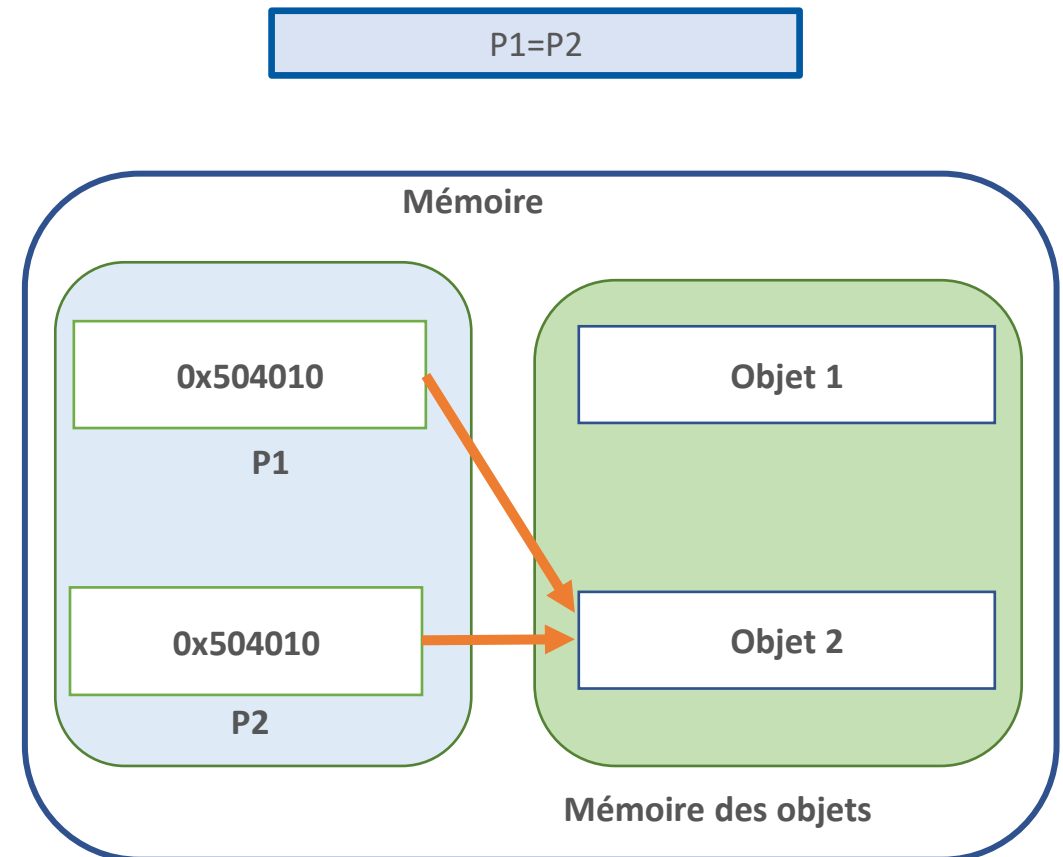 P1=P2
Mémoire
0x504010
Objet 1
P1
0x504010
Objet 2
P2
Mémoire des objets